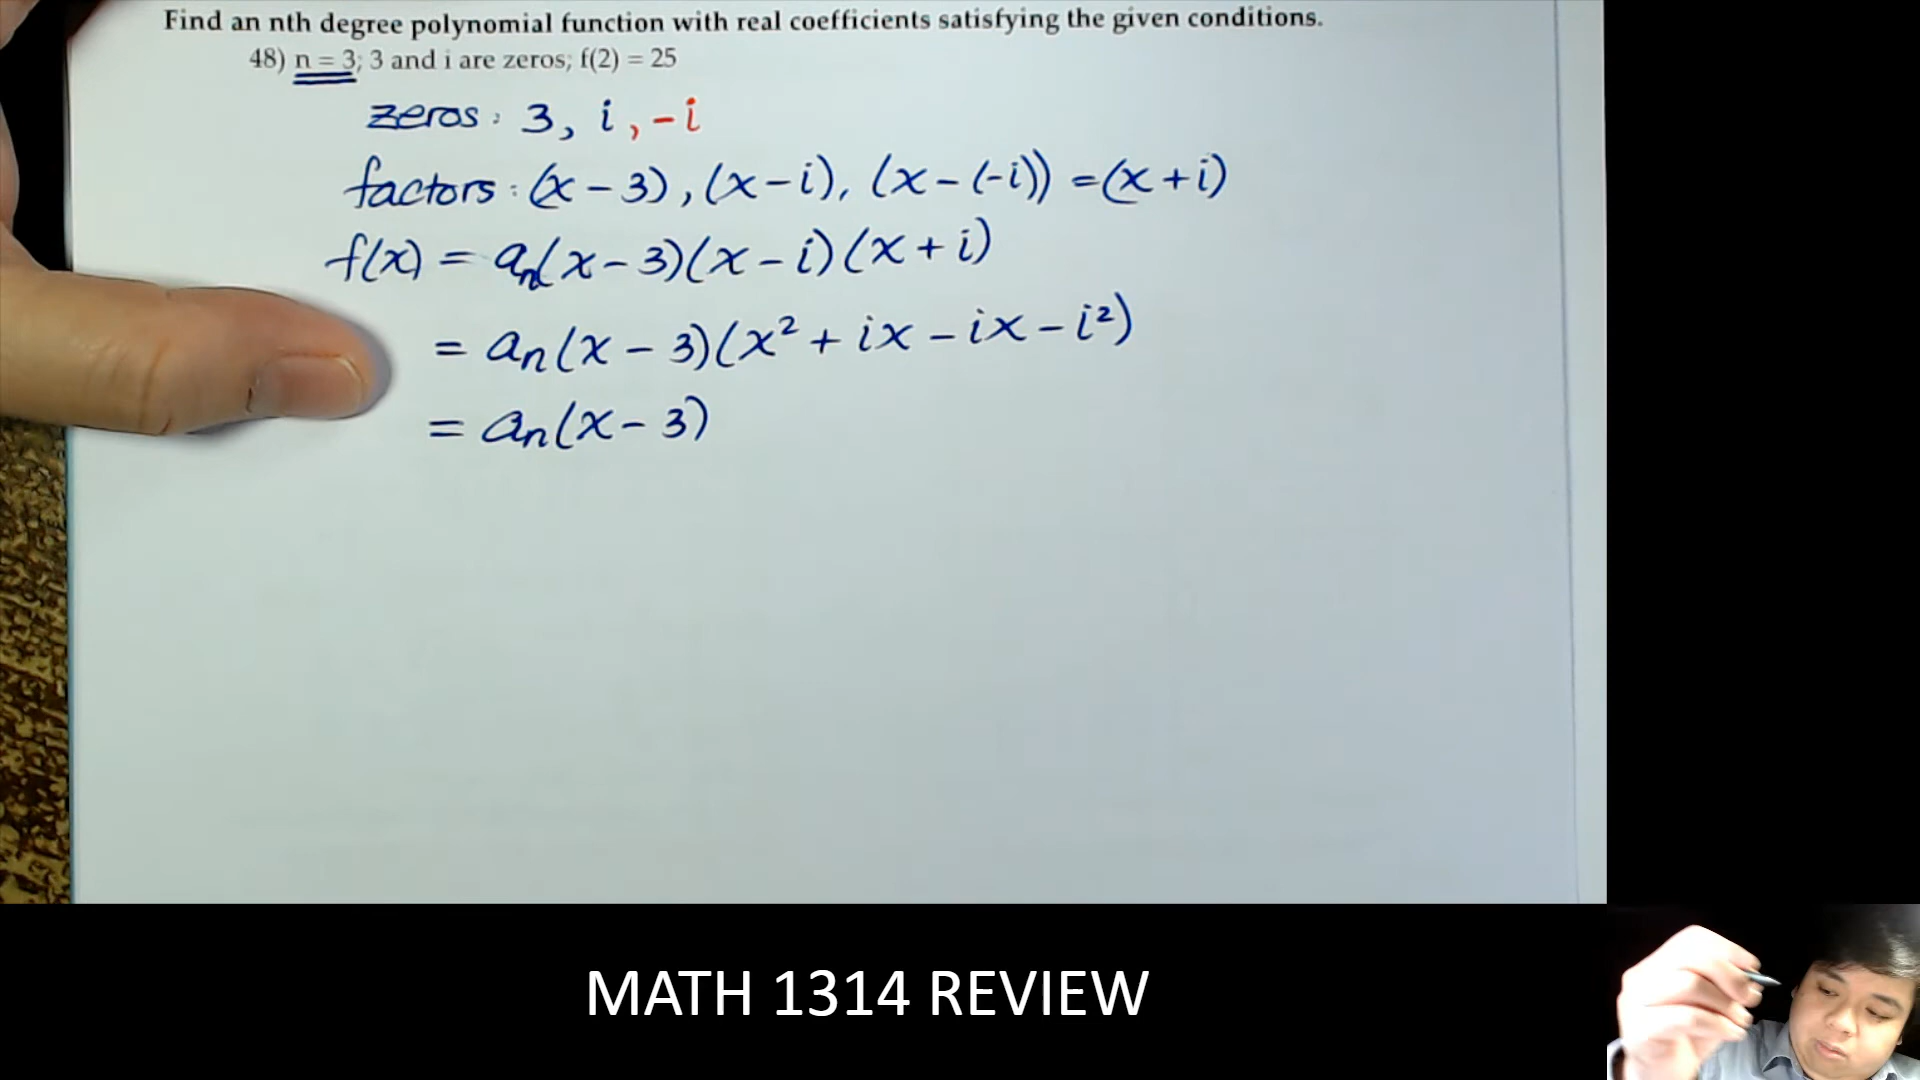 Find an nth degree polynomial function with real coefficients satisfying the given conditions.
48) n = 3; 3 and i are zeros; f(2) = 25
zeros: 3, i, -i
factors: (x - 3), (x - i), (x - (-i)) = (x + i)
f(x) = aₙ(x - 3)(x - i)(x + i)
= aₙ(x - 3)(x² + ix - ix - i²)
= aₙ(x - 3)
MATH 1314 REVIEW